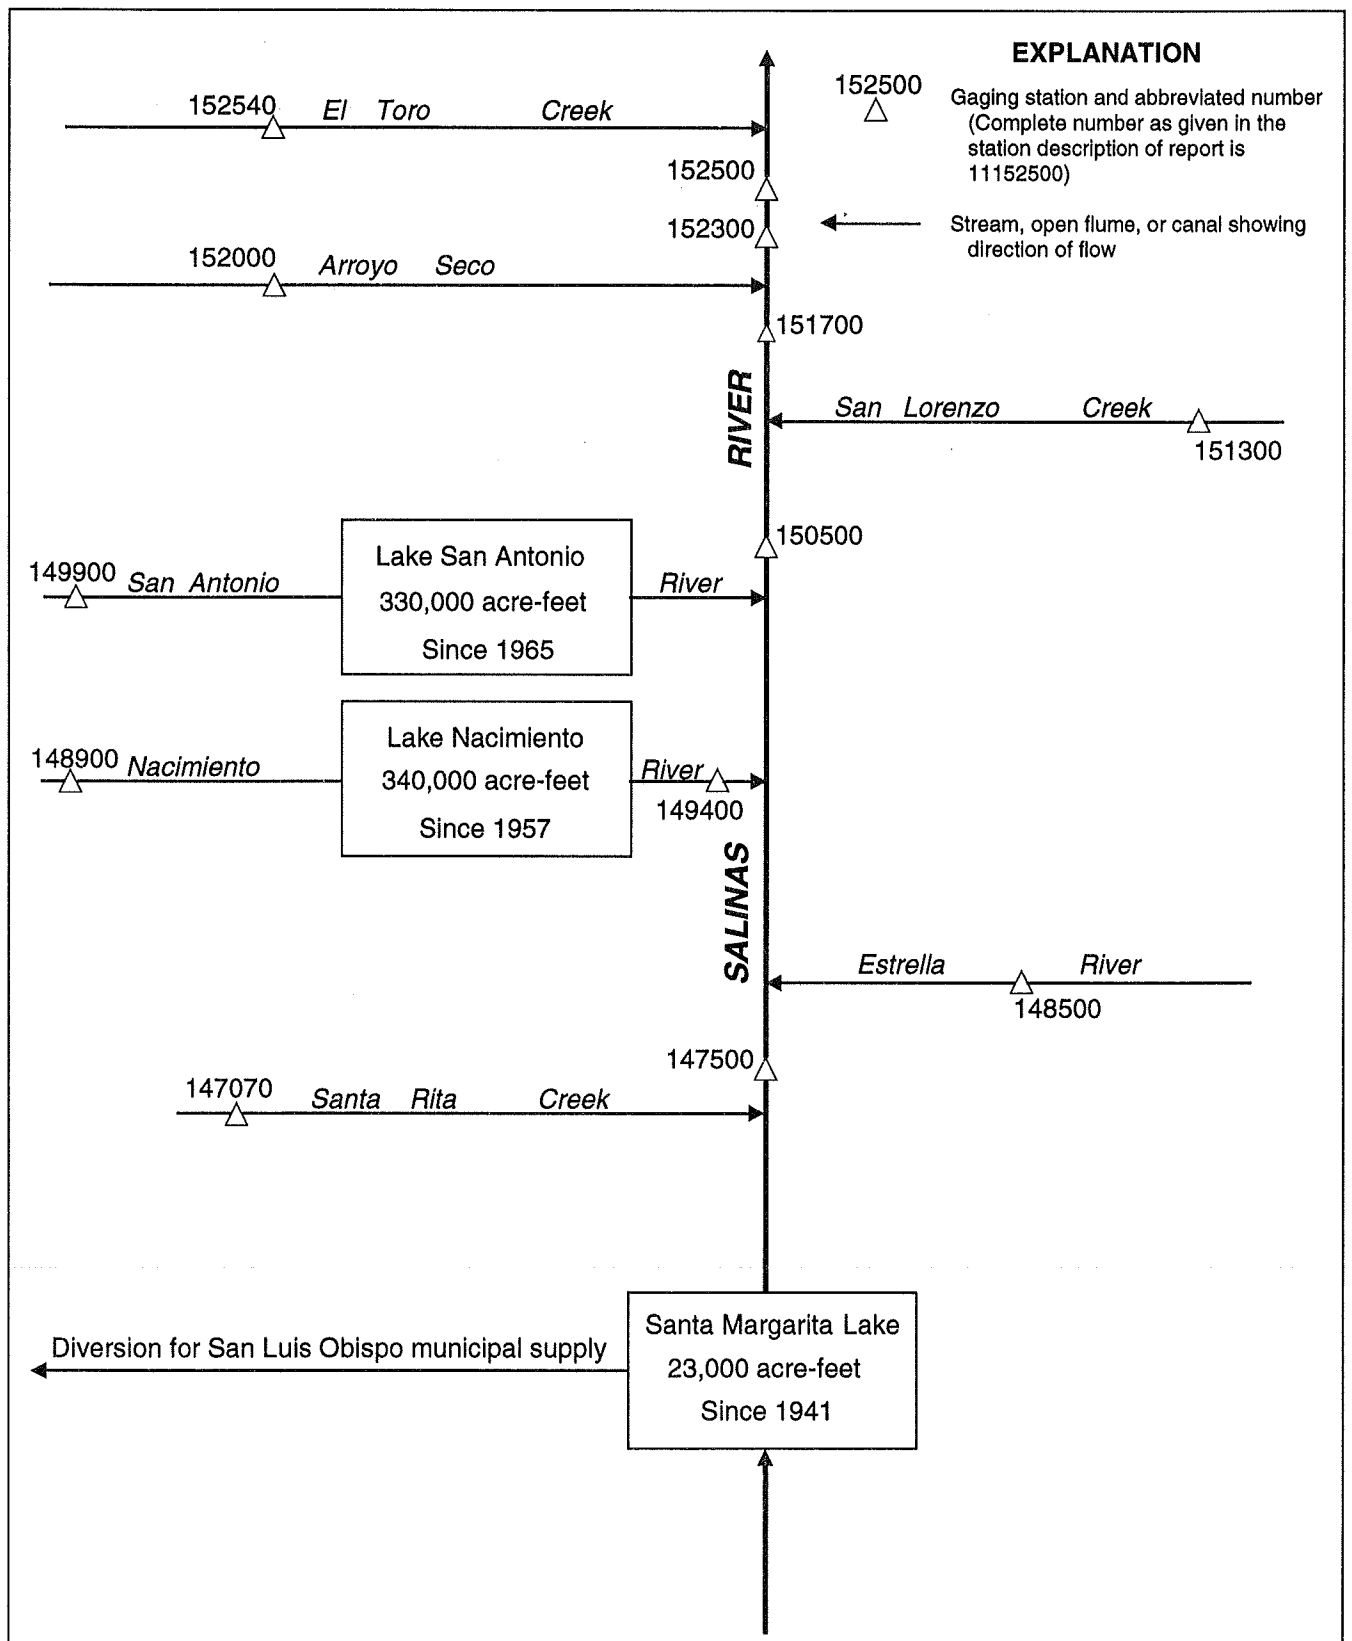 EXPLANATION
152500
Gaging station and abbreviated number
(Complete number as given in the
station description of report is
11152500)
Stream, open flume, or canal showing
direction of flow
152540
El Toro Creek
152500
152300
152000
Arroyo Seco
151700
RIVER
San Lorenzo Creek
151300
150500
149900
San Antonio
Lake San Antonio
330,000 acre-feet
Since 1965
River
148900
Nacimiento
Lake Nacimiento
340,000 acre-feet
Since 1957
River
149400
SALINAS
Estrella River
148500
147500
147070
Santa Rita Creek
Diversion for San Luis Obispo municipal supply
Santa Margarita Lake
23,000 acre-feet
Since 1941